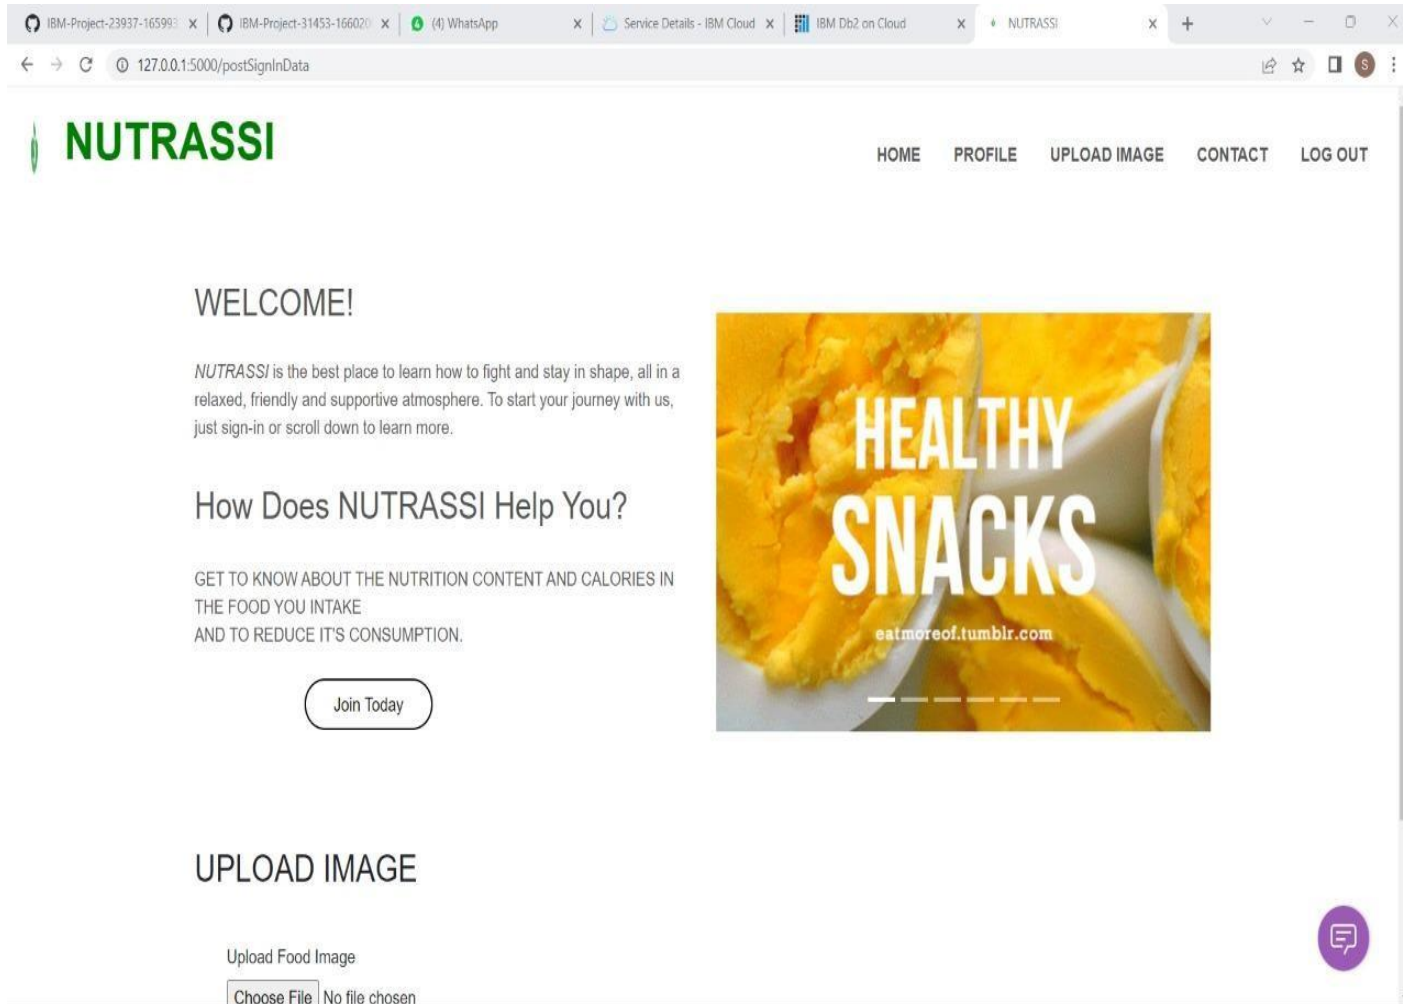 IBM-Project-23937-165993
IBM-Project-31453-166020
(4) WhatsApp
Service Details - IBM Cloud
IBM Db2 on Cloud
NUTRASSI
127.0.0.1:5000/postSignInData
S
NUTRASSI
HOME PROFILE UPLOAD IMAGE CONTACT LOG OUT
WELCOME!
NUTRASSI is the best place to learn how to fight and stay in shape, all in a
relaxed, friendly and supportive atmosphere. To start your journey with us,
just sign-in or scroll down to learn more.
How Does NUTRASSI Help You?
GET TO KNOW ABOUT THE NUTRITION CONTENT AND CALORIES IN
THE FOOD YOU INTAKE
AND TO REDUCE IT'S CONSUMPTION.
Join Today
HEALTHY
SNACKS
eatmoreof.tumblr.com
UPLOAD IMAGE
Upload Food Image
Choose File No file chosen